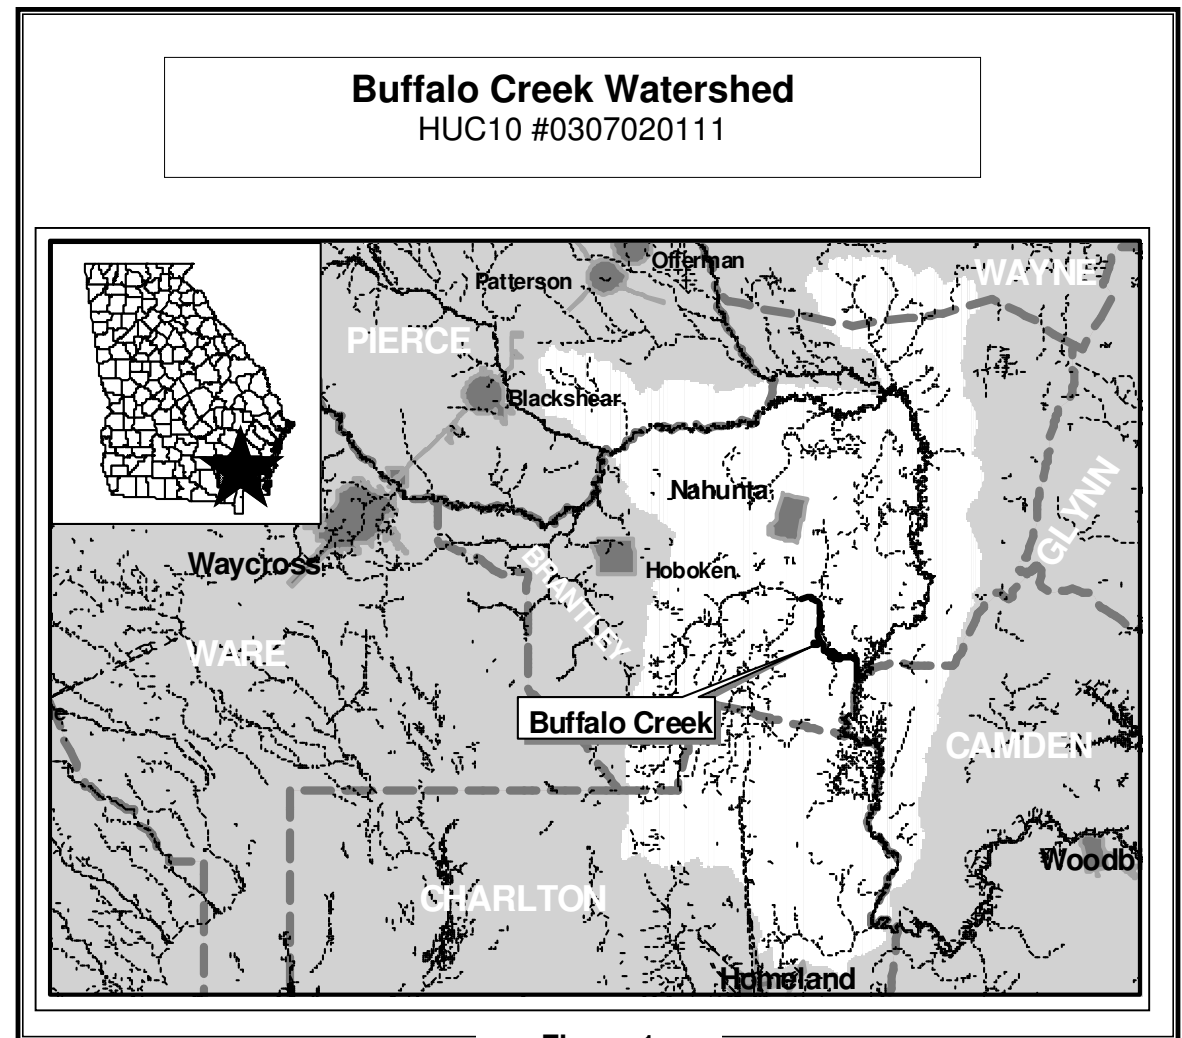 Buffalo Creek Watershed
HUC10 #0307020111
Offerman
WAYNE
Patterson
PIERCE
Blackshear
Nahunta
GLYNN
Waycross
BRANTLEY
Hoboken
WARE
Buffalo Creek
CAMDEN
Woodb
CHARLTON
Homeland